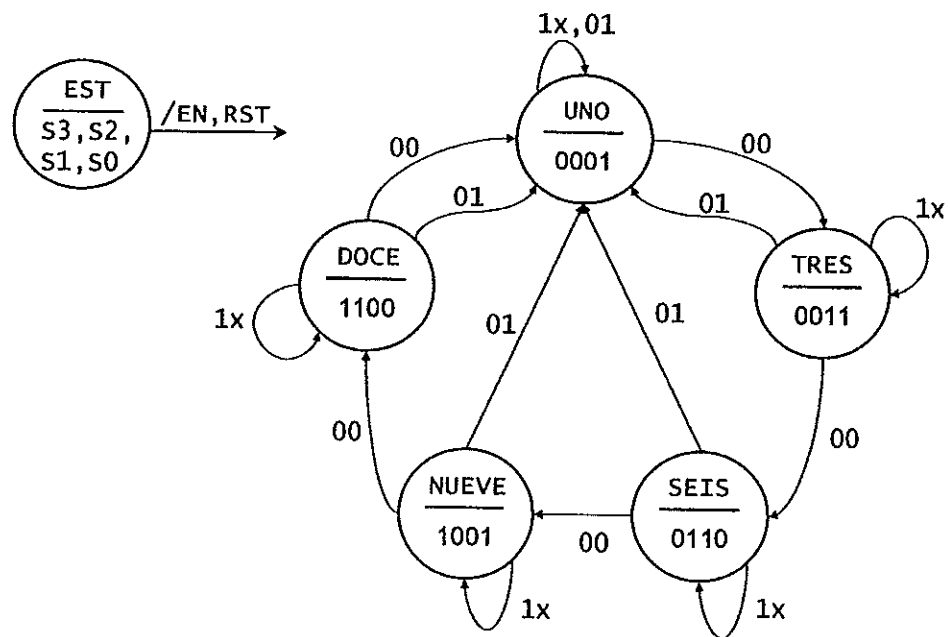 EST
S3,S2,
S1,S0
/EN,RST
1x,01
UNO
0001
00
00
01
01
1x
DOCE
1100
TRES
0011
1x
01
01
00
00
NUEVE
1001
00
SEIS
0110
1x
1x